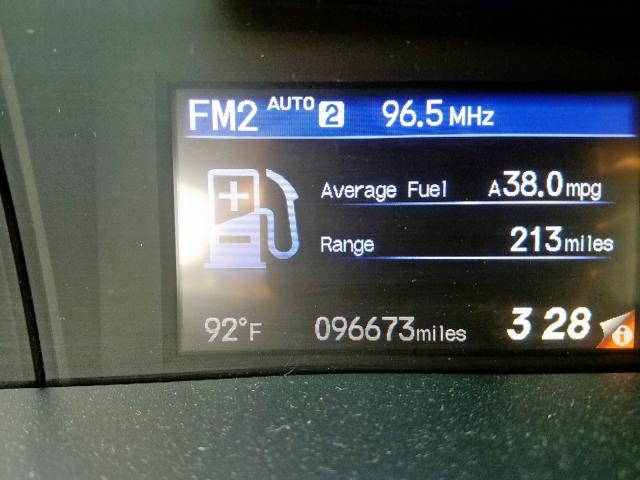 FM2 AUTO 2 96.5 MHz
Average Fuel A38.0mpg
Range 213miles
92°F 096673miles 3 28 i